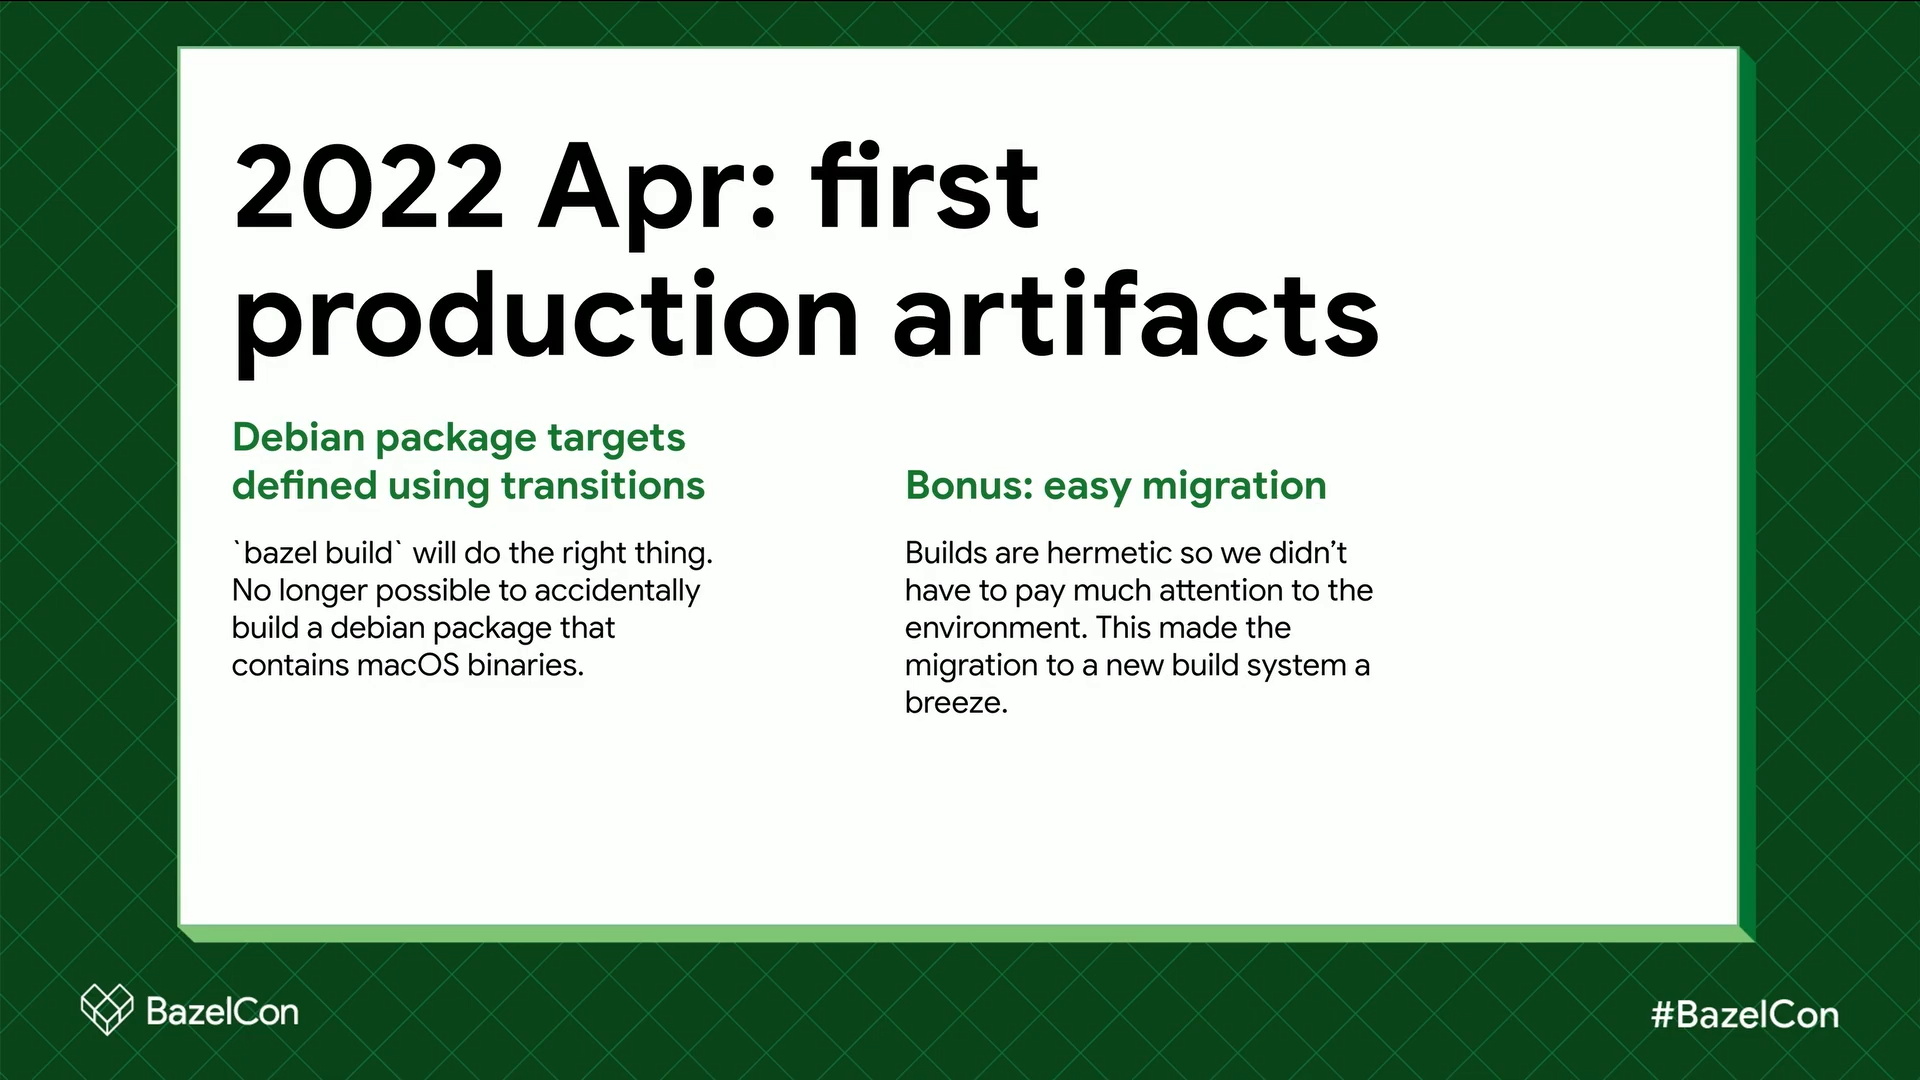 2022 Apr: first
production artifacts
Debian package targets
defined using transitions
`bazel build` will do the right thing.
No longer possible to accidentally
build a debian package that
contains macOS binaries.
Bonus: easy migration
Builds are hermetic so we didn’t
have to pay much attention to the
environment. This made the
migration to a new build system a
breeze.
BazelCon
#BazelCon